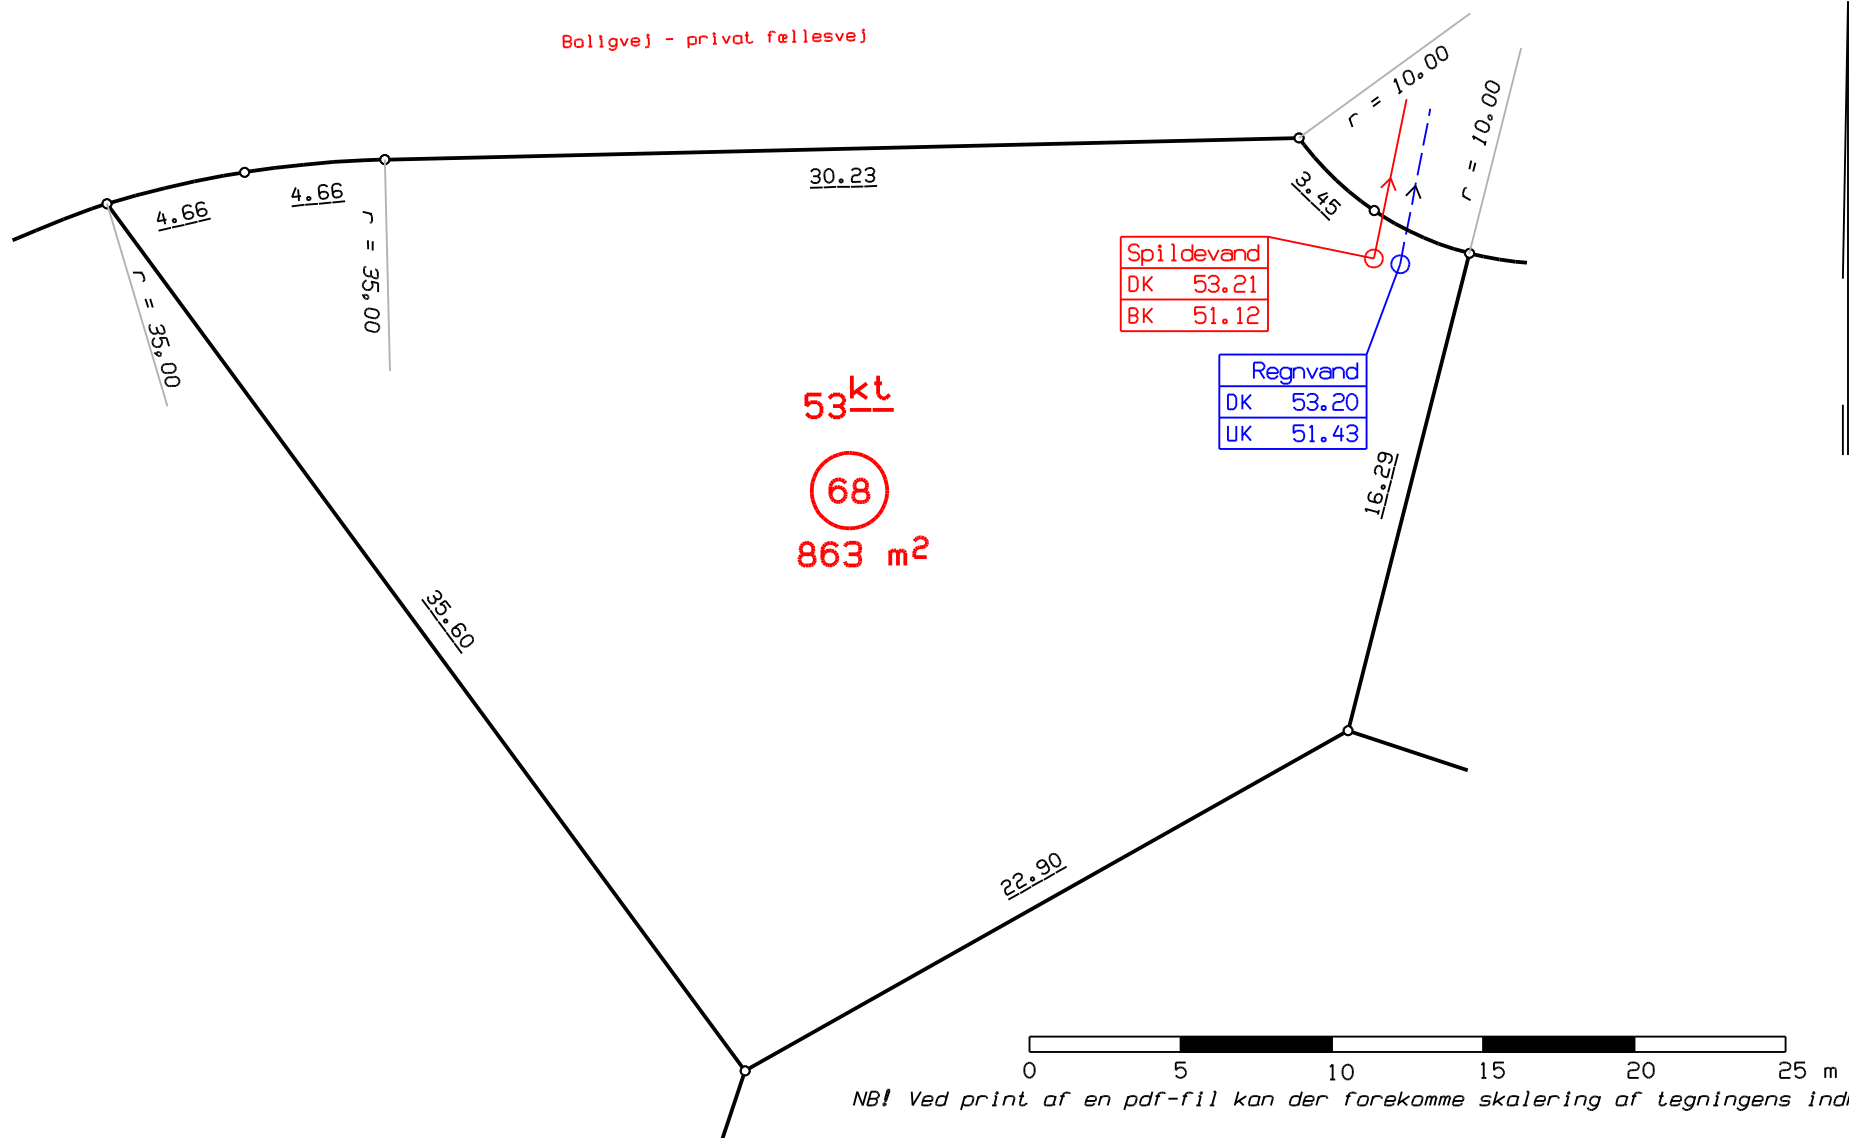 Boligvej - privat fællesvej
r = 10.00
r = 10.00
30.23
4.66
4.66
3.45
r = 35.00
r = 35.00
Spildevand
DK 53.21
BK 51.12
Regnvand
DK 53.20
UK 51.43
53kt
68
863 m2
16.29
35.60
22.90
0 5 10 15 20 25 m
NB! Ved print af en pdf-fil kan der forekomme skalering af tegningens ind